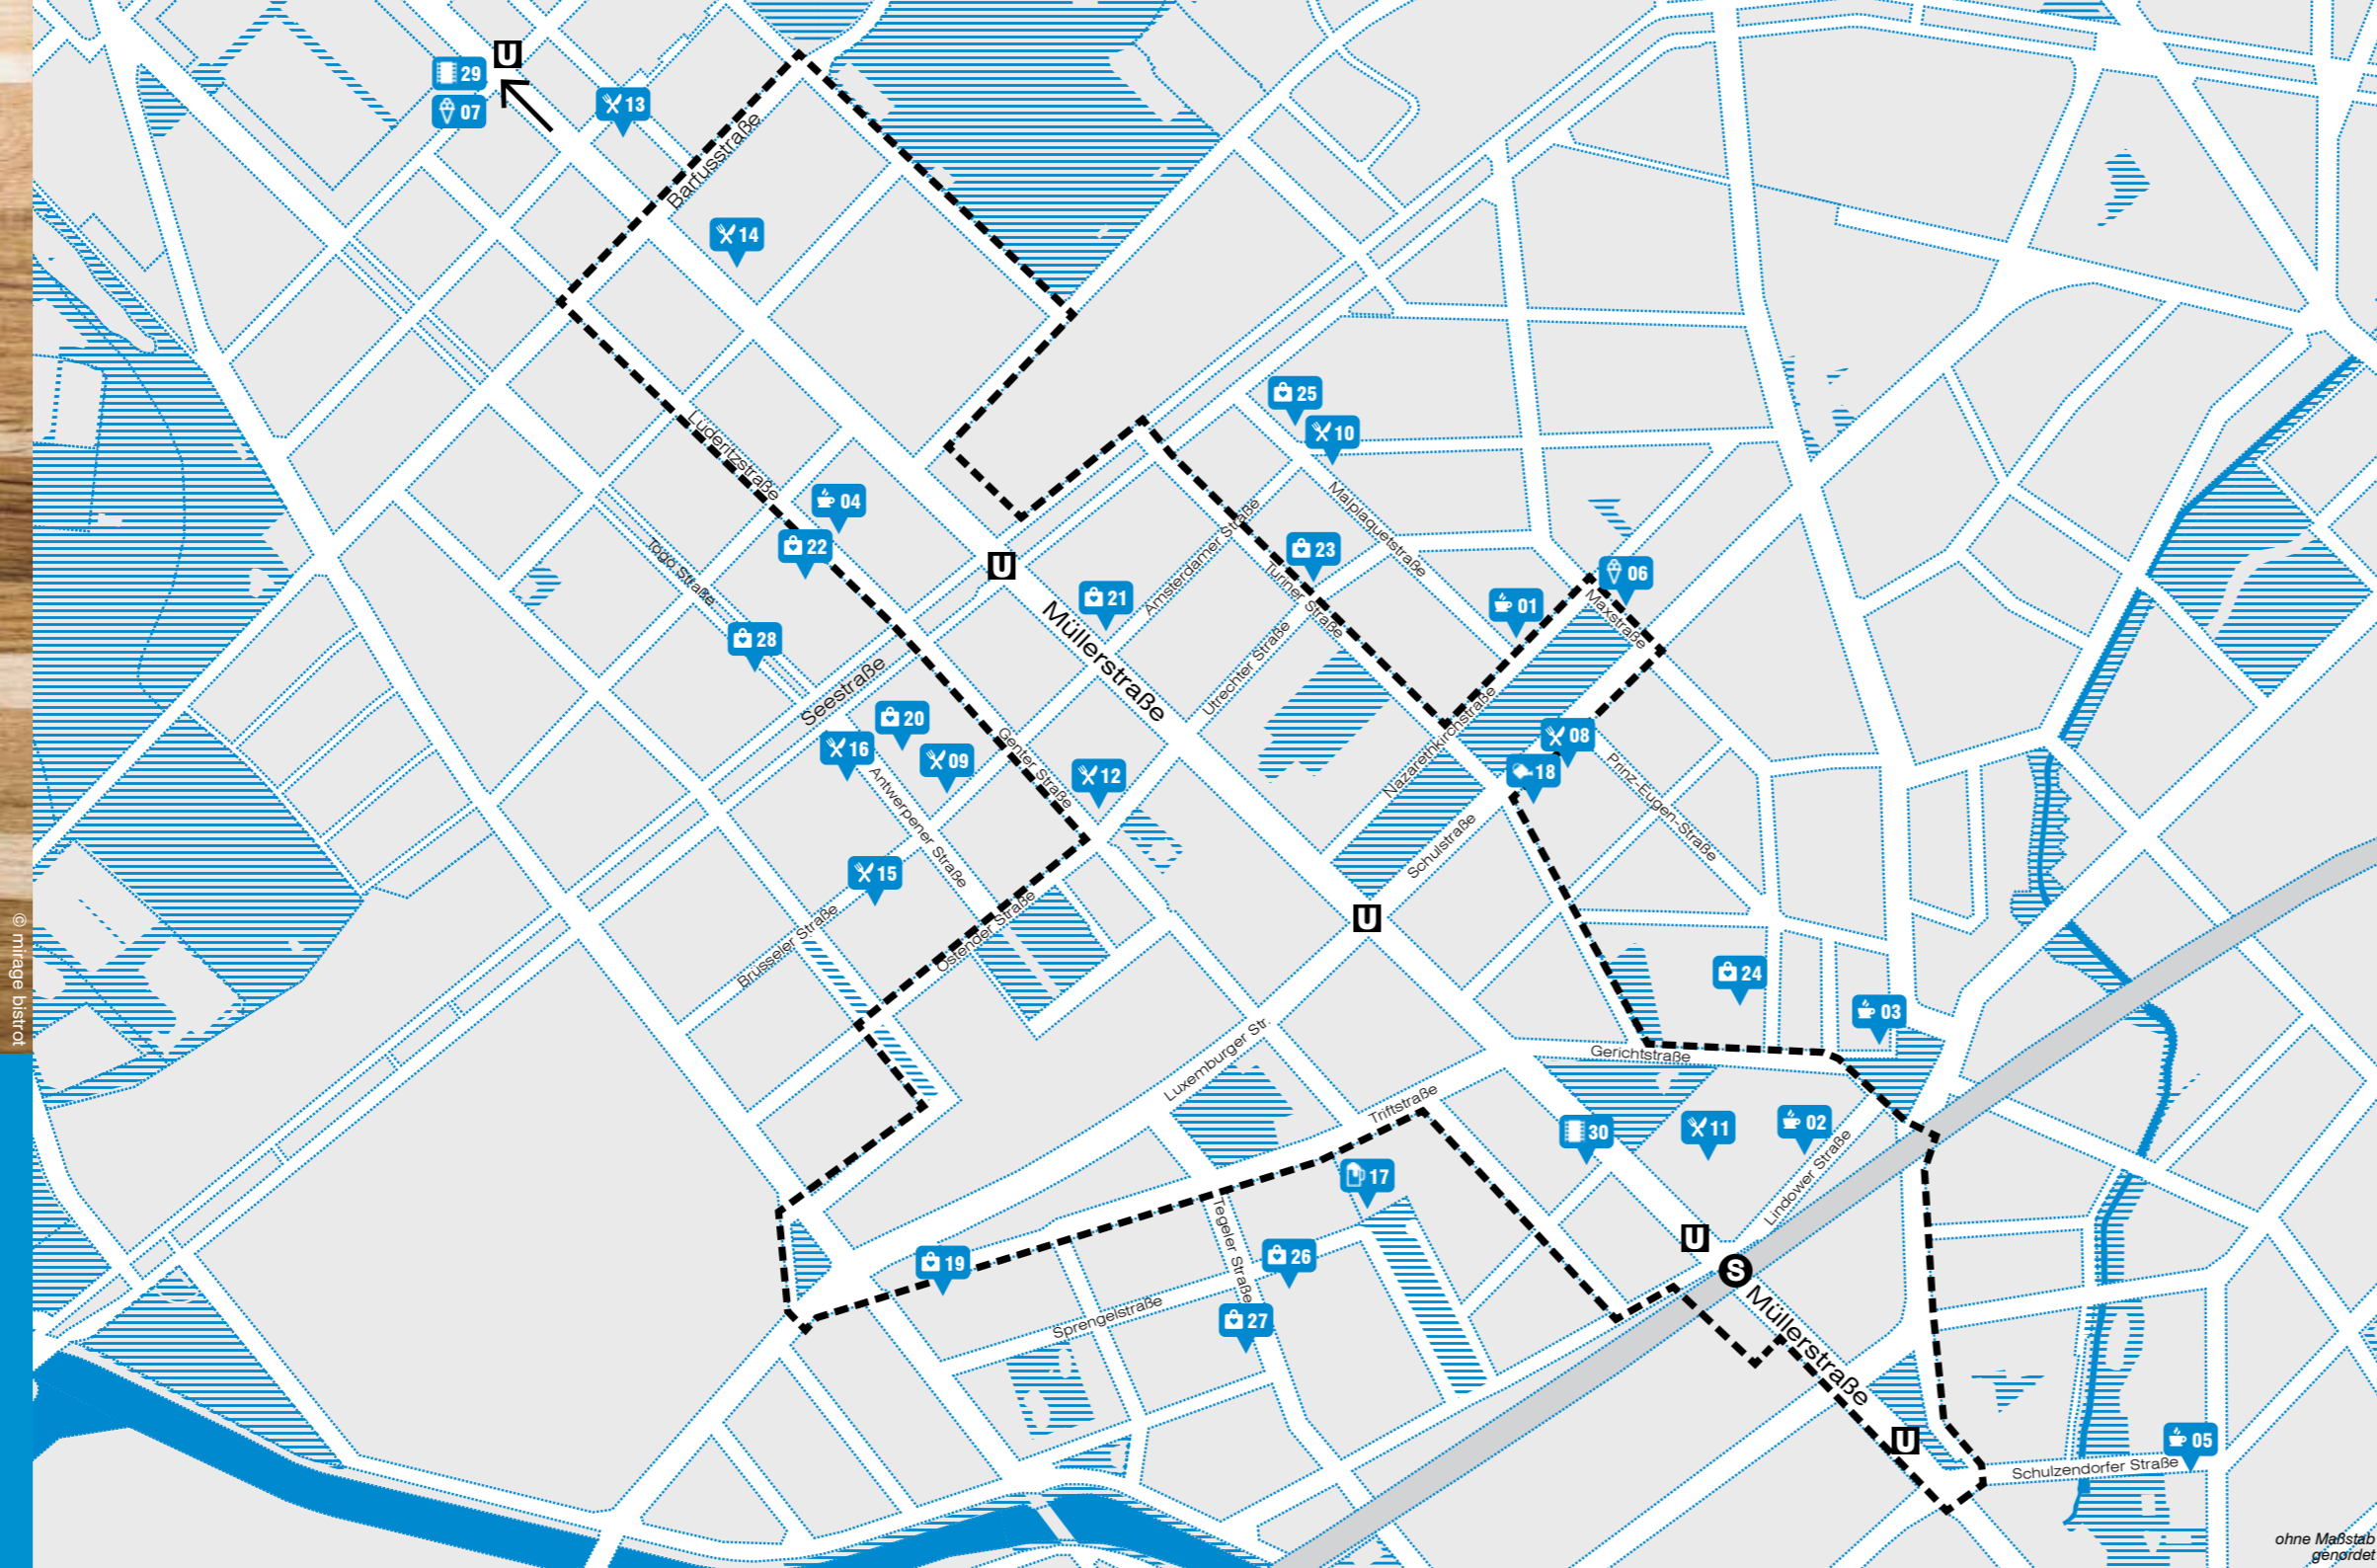 U
29
07
13
Barfusstraße
14
25
10
Lüderitzstraße
04
22
Malplaquetstraße
Amsterdamer Straße
23
Togo Straße
U
21
Müllerstraße
Turiner Straße
01
06
Maxstraße
28
Utrechter Straße
Seestraße
20
16
09
Genter Straße
12
Nazarethkirchstraße
08
18
Antwerpener Straße
Prinz-Eugen-Straße
15
Schulstraße
Brüsseler Straße
Ostender Straße
U
24
03
Luxemburger Str.
Gerichtstraße
Triftstraße
30
11
02
17
Lindower Straße
Tegeler Straße
19
26
U
S
Sprengelstraße
27
Müllerstraße
U
05
Schulzendorfer Straße
© mirage bistrot
ohne Maßstab
genordet